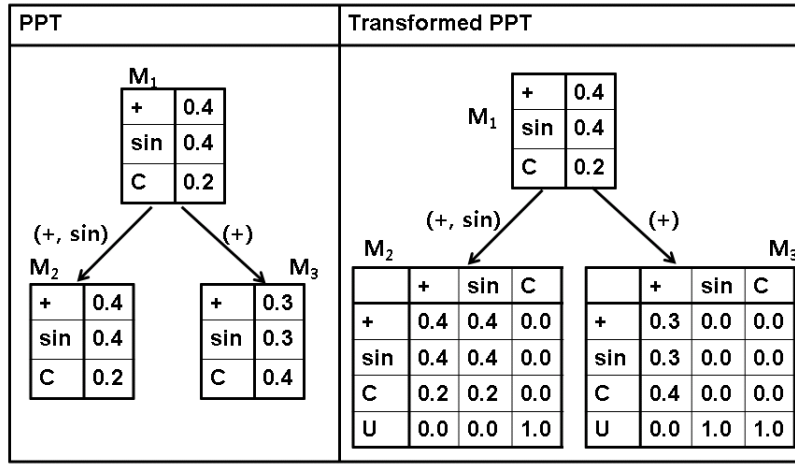 PPT
Transformed PPT
M1
+ 0.4
sin 0.4
C 0.2
(+, sin)
(+)
M2
+ 0.4
sin 0.4
C 0.2
M3
+ 0.3
sin 0.3
C 0.4
M1
+ 0.4
sin 0.4
C 0.2
(+, sin)
(+)
M2
+ sin C
+ 0.4 0.4 0.0
sin 0.4 0.4 0.0
C 0.2 0.2 0.0
U 0.0 0.0 1.0
M3
+ sin C
+ 0.3 0.0 0.0
sin 0.3 0.0 0.0
C 0.4 0.0 0.0
U 0.0 1.0 1.0